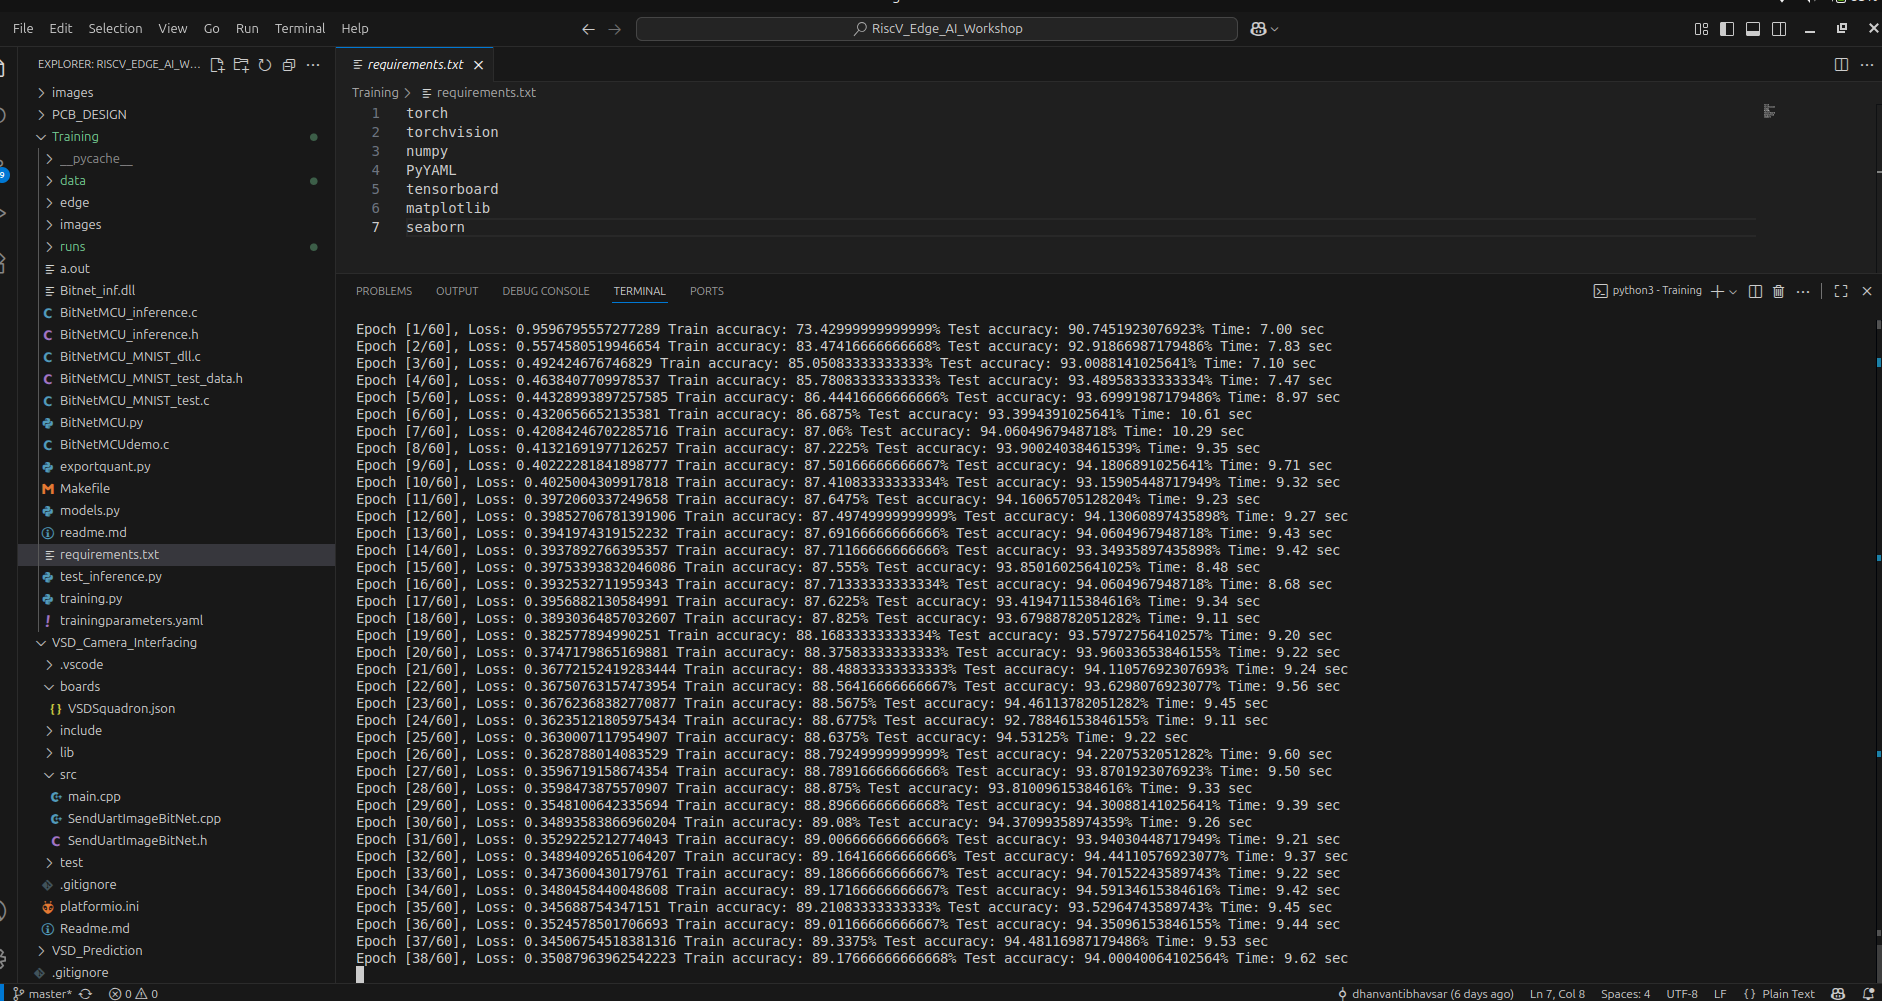 File Edit Selection View Go Run Terminal Help
RiscV_Edge_AI_Workshop
EXPLORER: RISCV_EDGE_AI_W...
images
PCB_DESIGN
Training
__pycache__
data
edge
images
runs
a.out
Bitnet_inf.dll
BitNetMCU_inference.c
BitNetMCU_inference.h
BitNetMCU_MNIST_dll.c
BitNetMCU_MNIST_test_data.h
BitNetMCU_MNIST_test.c
BitNetMCU.py
BitNetMCUdemo.c
exportquant.py
Makefile
models.py
readme.md
requirements.txt
test_inference.py
training.py
trainingparameters.yaml
VSD_Camera_Interfacing
.vscode
boards
VSDSquadron.json
include
lib
src
main.cpp
SendUartImageBitNet.cpp
SendUartImageBitNet.h
test
.gitignore
platformio.ini
Readme.md
VSD_Prediction
.gitignore
requirements.txt
Training > requirements.txt
1 torch
2 torchvision
3 numpy
4 PyYAML
5 tensorboard
6 matplotlib
7 seaborn
PROBLEMS OUTPUT DEBUG CONSOLE TERMINAL PORTS
python3 - Training
Epoch [1/60], Loss: 0.9596795557277289 Train accuracy: 73.42999999999999% Test accuracy: 90.7451923076923% Time: 7.00 sec
Epoch [2/60], Loss: 0.5574580519946654 Train accuracy: 83.47416666666668% Test accuracy: 92.91866987179486% Time: 7.83 sec
Epoch [3/60], Loss: 0.492424676746829 Train accuracy: 85.050833333333333% Test accuracy: 93.0088141025641% Time: 7.10 sec
Epoch [4/60], Loss: 0.4638407709978537 Train accuracy: 85.78083333333333% Test accuracy: 93.48958333333334% Time: 7.47 sec
Epoch [5/60], Loss: 0.44328993897257585 Train accuracy: 86.44416666666666% Test accuracy: 93.69991987179486% Time: 8.97 sec
Epoch [6/60], Loss: 0.4320656652135381 Train accuracy: 86.6875% Test accuracy: 93.3994391025641% Time: 10.61 sec
Epoch [7/60], Loss: 0.42084246702285716 Train accuracy: 87.06% Test accuracy: 94.0604967948718% Time: 10.29 sec
Epoch [8/60], Loss: 0.41321691977126257 Train accuracy: 87.2225% Test accuracy: 93.90024038461539% Time: 9.35 sec
Epoch [9/60], Loss: 0.40222281841898777 Train accuracy: 87.50166666666667% Test accuracy: 94.1806891025641% Time: 9.71 sec
Epoch [10/60], Loss: 0.4025004309917818 Train accuracy: 87.41083333333334% Test accuracy: 93.15905448717949% Time: 9.32 sec
Epoch [11/60], Loss: 0.3972060337249658 Train accuracy: 87.6475% Test accuracy: 94.16065705128204% Time: 9.23 sec
Epoch [12/60], Loss: 0.39852706781391906 Train accuracy: 87.49749999999999% Test accuracy: 94.13060897435898% Time: 9.27 sec
Epoch [13/60], Loss: 0.3941974319152232 Train accuracy: 87.69166666666666% Test accuracy: 94.0604967948718% Time: 9.43 sec
Epoch [14/60], Loss: 0.3937892766395357 Train accuracy: 87.71166666666666% Test accuracy: 93.34935897435898% Time: 9.42 sec
Epoch [15/60], Loss: 0.39753393832046086 Train accuracy: 87.555% Test accuracy: 93.85016025641025% Time: 8.48 sec
Epoch [16/60], Loss: 0.3932532711959343 Train accuracy: 87.71333333333334% Test accuracy: 94.0604967948718% Time: 8.68 sec
Epoch [17/60], Loss: 0.3956882130584991 Train accuracy: 87.6225% Test accuracy: 93.41947115384616% Time: 9.34 sec
Epoch [18/60], Loss: 0.38930364857032607 Train accuracy: 87.825% Test accuracy: 93.67988782051282% Time: 9.11 sec
Epoch [19/60], Loss: 0.382577894990251 Train accuracy: 88.16833333333334% Test accuracy: 93.57972756410257% Time: 9.20 sec
Epoch [20/60], Loss: 0.3747179865169881 Train accuracy: 88.37583333333333% Test accuracy: 93.96033653846155% Time: 9.22 sec
Epoch [21/60], Loss: 0.36772152419283444 Train accuracy: 88.48833333333333% Test accuracy: 94.11057692307693% Time: 9.24 sec
Epoch [22/60], Loss: 0.36750763157473954 Train accuracy: 88.56416666666667% Test accuracy: 93.6298076923077% Time: 9.56 sec
Epoch [23/60], Loss: 0.36762368382770877 Train accuracy: 88.5675% Test accuracy: 94.46113782051282% Time: 9.45 sec
Epoch [24/60], Loss: 0.36235121805975434 Train accuracy: 88.6775% Test accuracy: 92.78846153846155% Time: 9.11 sec
Epoch [25/60], Loss: 0.3630007117954907 Train accuracy: 88.6375% Test accuracy: 94.53125% Time: 9.22 sec
Epoch [26/60], Loss: 0.3628788014083529 Train accuracy: 88.79249999999999% Test accuracy: 94.2207532051282% Time: 9.60 sec
Epoch [27/60], Loss: 0.3596719158674354 Train accuracy: 88.78916666666666% Test accuracy: 93.8701923076923% Time: 9.50 sec
Epoch [28/60], Loss: 0.3598473875570907 Train accuracy: 88.875% Test accuracy: 93.81009615384616% Time: 9.33 sec
Epoch [29/60], Loss: 0.3548100642335694 Train accuracy: 88.89666666666668% Test accuracy: 94.30088141025641% Time: 9.39 sec
Epoch [30/60], Loss: 0.34893583866960204 Train accuracy: 89.08% Test accuracy: 94.37099358974359% Time: 9.26 sec
Epoch [31/60], Loss: 0.3529225212774043 Train accuracy: 89.00666666666666% Test accuracy: 93.94030448717949% Time: 9.21 sec
Epoch [32/60], Loss: 0.34894092651064207 Train accuracy: 89.16416666666666% Test accuracy: 94.44110576923077% Time: 9.37 sec
Epoch [33/60], Loss: 0.3473600430179761 Train accuracy: 89.18666666666667% Test accuracy: 94.70152243589743% Time: 9.22 sec
Epoch [34/60], Loss: 0.3480458440048608 Train accuracy: 89.17166666666667% Test accuracy: 94.59134615384616% Time: 9.42 sec
Epoch [35/60], Loss: 0.345688754347151 Train accuracy: 89.21083333333333% Test accuracy: 93.52964743589743% Time: 9.45 sec
Epoch [36/60], Loss: 0.3524578501706693 Train accuracy: 89.01166666666667% Test accuracy: 94.35096153846155% Time: 9.44 sec
Epoch [37/60], Loss: 0.34506754518381316 Train accuracy: 89.3375% Test accuracy: 94.48116987179486% Time: 9.53 sec
Epoch [38/60], Loss: 0.35087963962542223 Train accuracy: 89.17666666666668% Test accuracy: 94.00040064102564% Time: 9.62 sec
master* 0 0 dhanvantibhavsar (6 days ago) Ln 7, Col 8 Spaces: 4 UTF-8 LF {} Plain Text